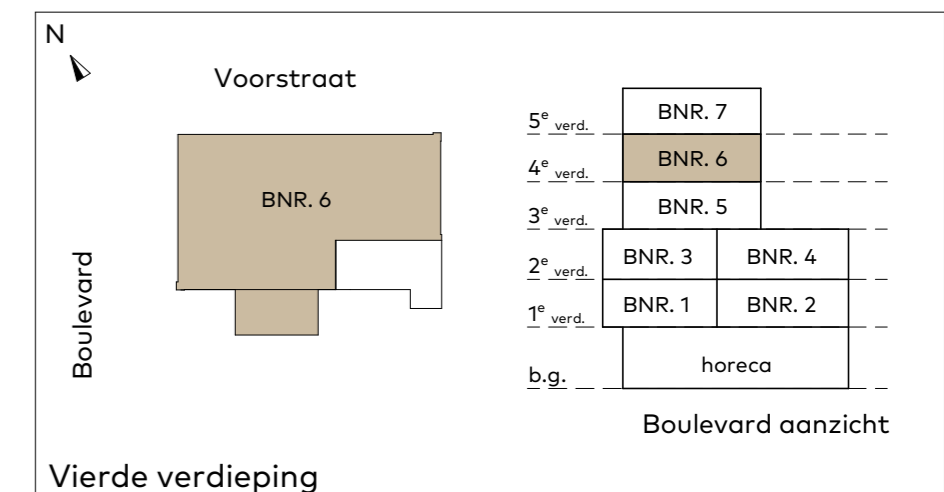 N
Voorstraat
BNR. 6
Boulevard
Vierde verdieping
5e verd.
BNR. 7
4e verd.
BNR. 6
3e verd.
BNR. 5
2e verd.
BNR. 3
BNR. 4
1e verd.
BNR. 1
BNR. 2
b.g.
horeca
Boulevard aanzicht